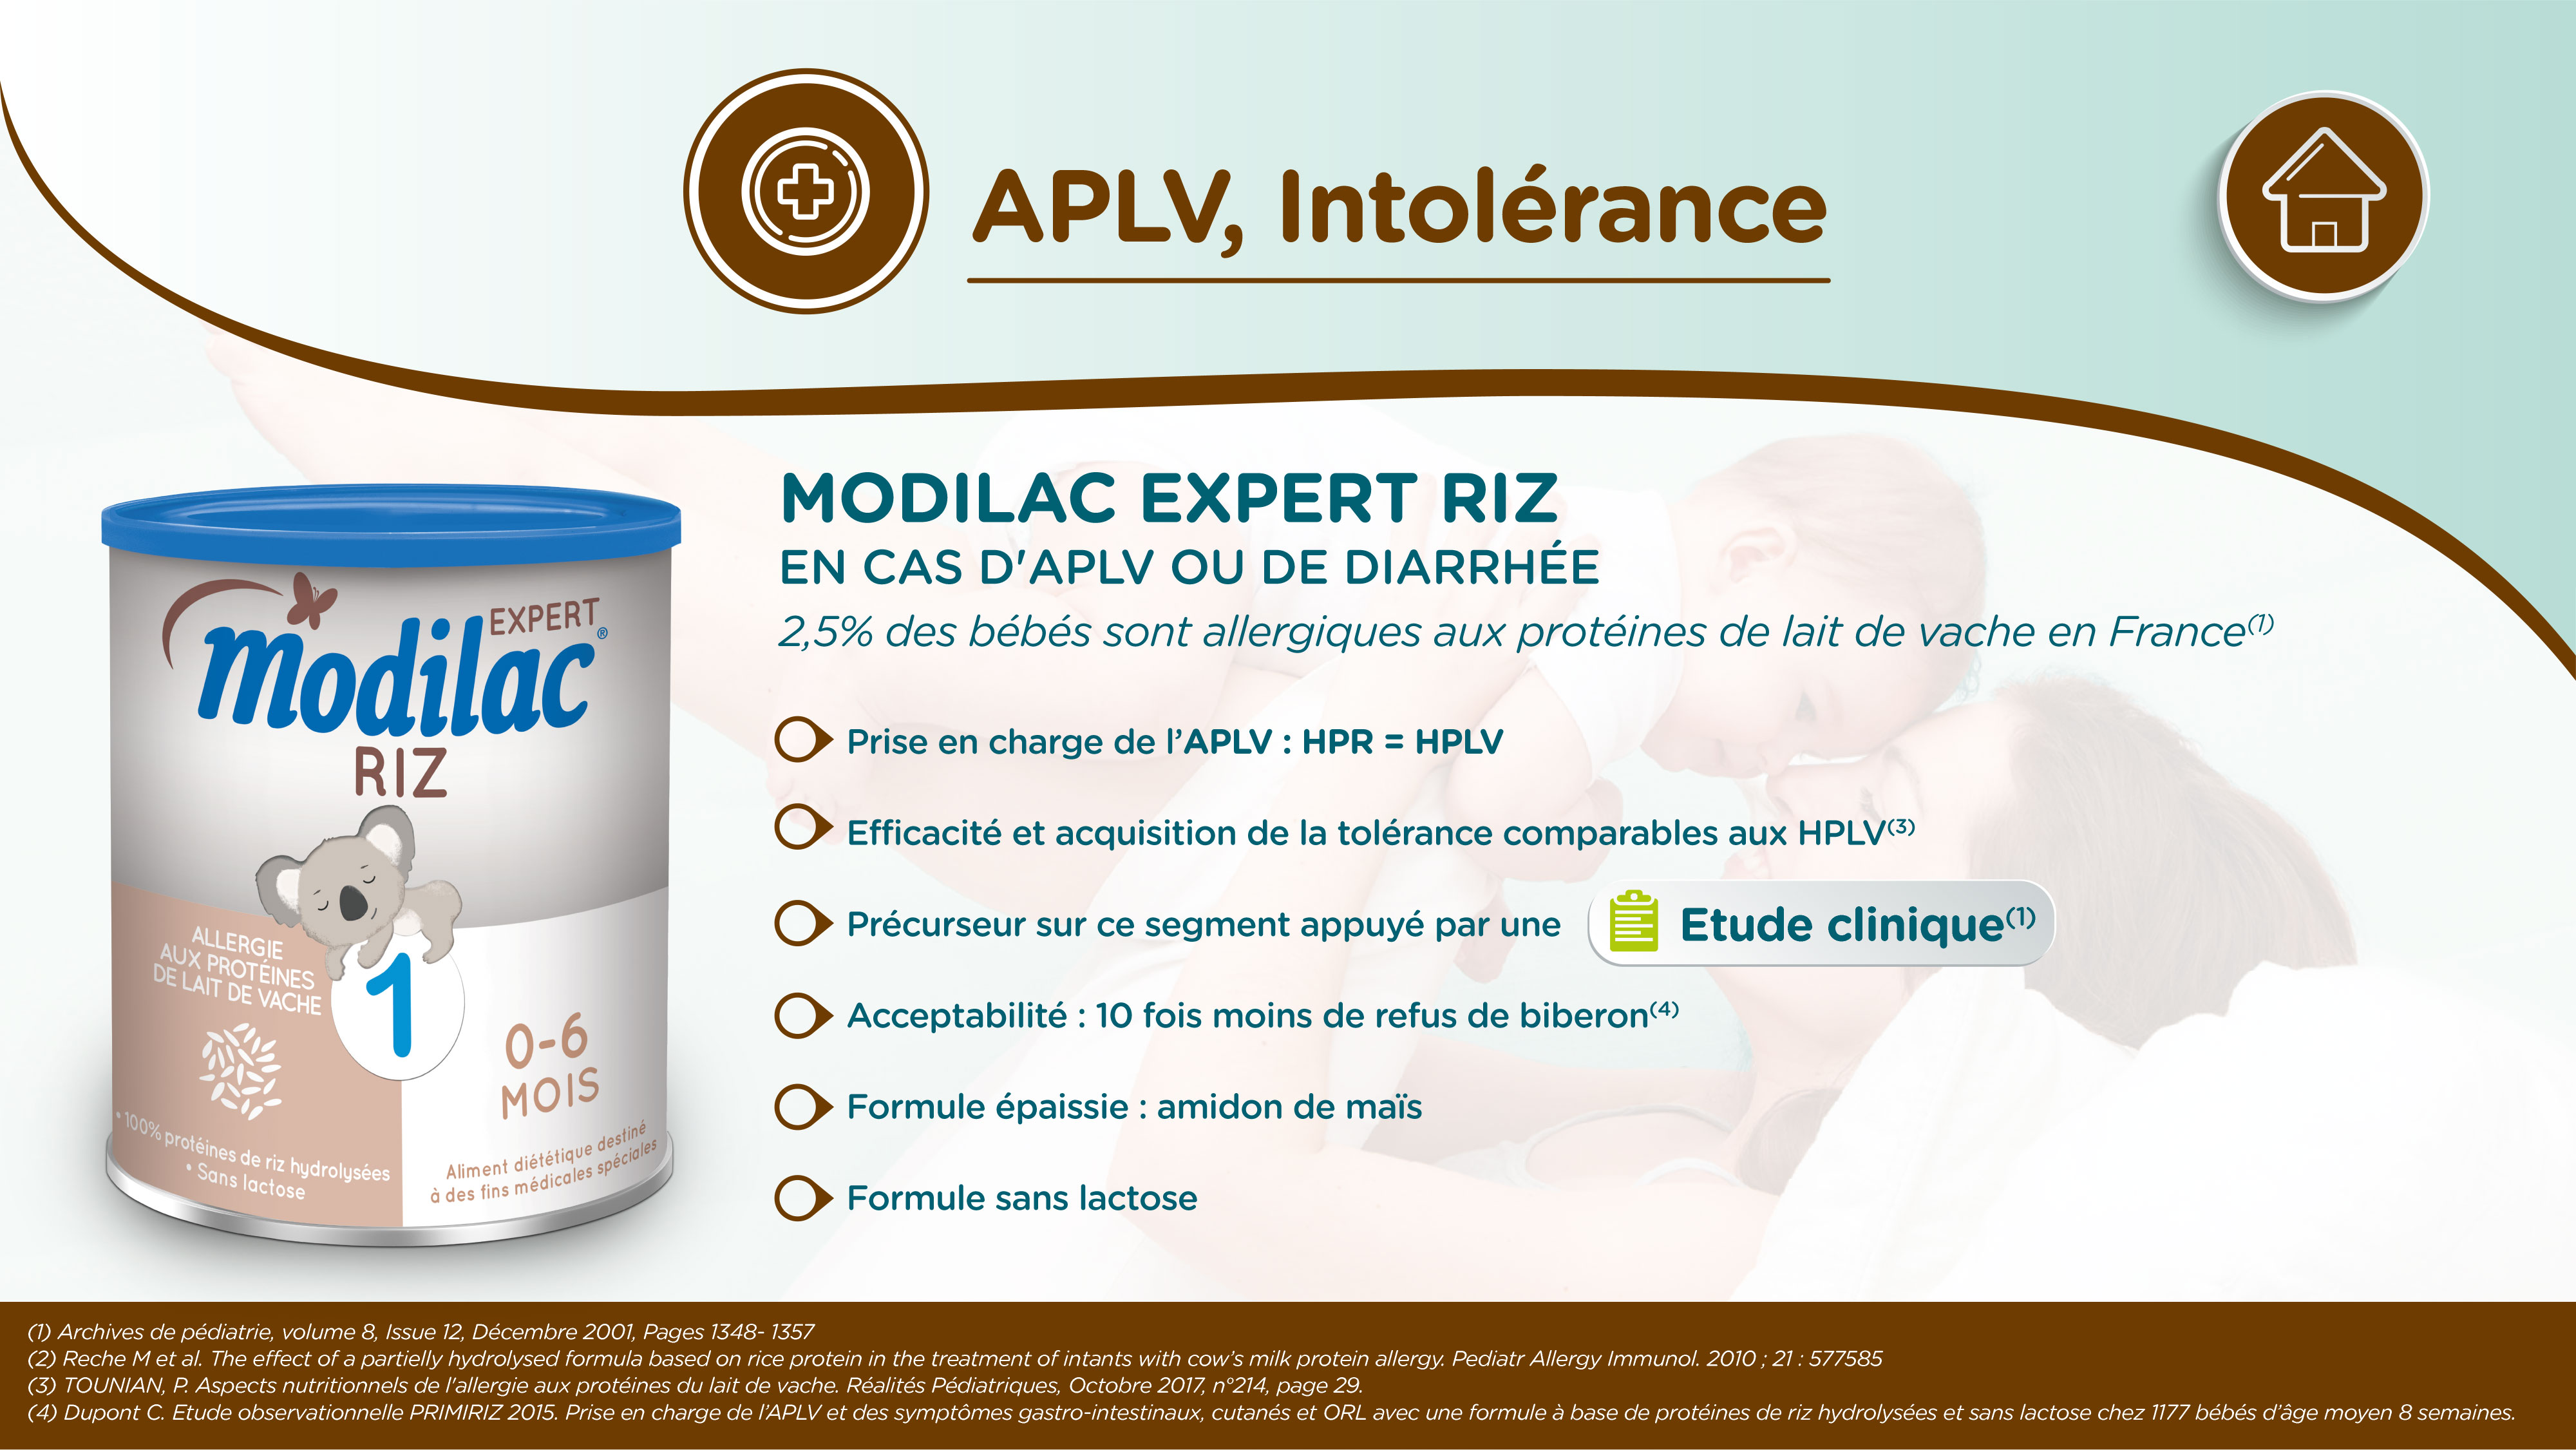 APLV, Intolérance
MODILAC EXPERT RIZ
EN CAS D'APLV OU DE DIARRHÉE
2,5% des bébés sont allergiques aux protéines de lait de vache en France(1)
Prise en charge de l’APLV : HPR = HPLV
Efficacité et acquisition de la tolérance comparables aux HPLV(3)
Précurseur sur ce segment appuyé par une Etude clinique(1)
Acceptabilité : 10 fois moins de refus de biberon(4)
Formule épaissie : amidon de maïs
Formule sans lactose
EXPERT
Modilac®
RIZ
ALLERGIE
AUX PROTÉINES
DE LAIT DE VACHE
1
0-6
MOIS
• 100% protéines de riz hydrolysées
• Sans lactose
Aliment diététique destiné
à des fins médicales spéciales
(1) Archives de pédiatrie, volume 8, Issue 12, Décembre 2001, Pages 1348- 1357
(2) Reche M et al. The effect of a partially hydrolysed formula based on rice protein in the treatment of intants with cow’s milk protein allergy. Pediatr Allergy Immunol. 2010 ; 21 : 577585
(3) TOUNIAN, P. Aspects nutritionnels de l'allergie aux protéines du lait de vache. Réalités Pédiatriques, Octobre 2017, n°214, page 29.
(4) Dupont C. Etude observationnelle PRIMIRIZ 2015. Prise en charge de l’APLV et des symptômes gastro-intestinaux, cutanés et ORL avec une formule à base de protéines de riz hydrolysées et sans lactose chez 1177 bébés d’âge moyen 8 semaines.